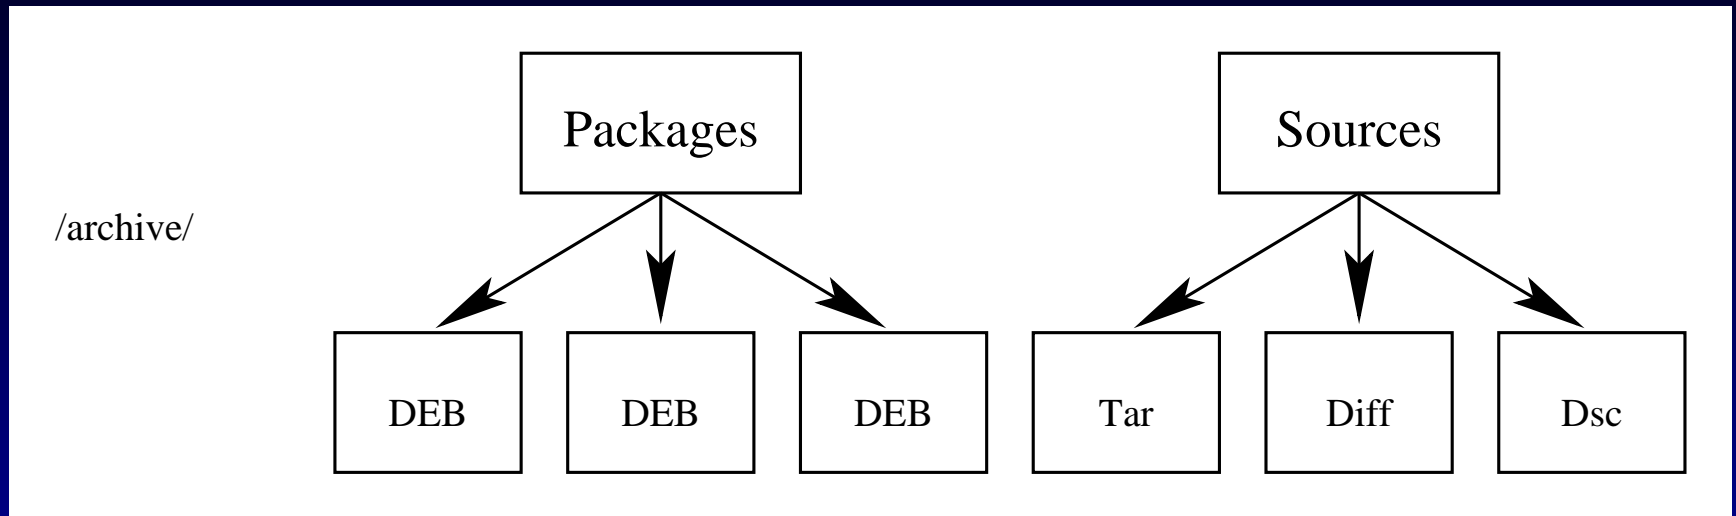 Packages
Sources
/archive/
DEB
DEB
DEB
Tar
Diff
Dsc